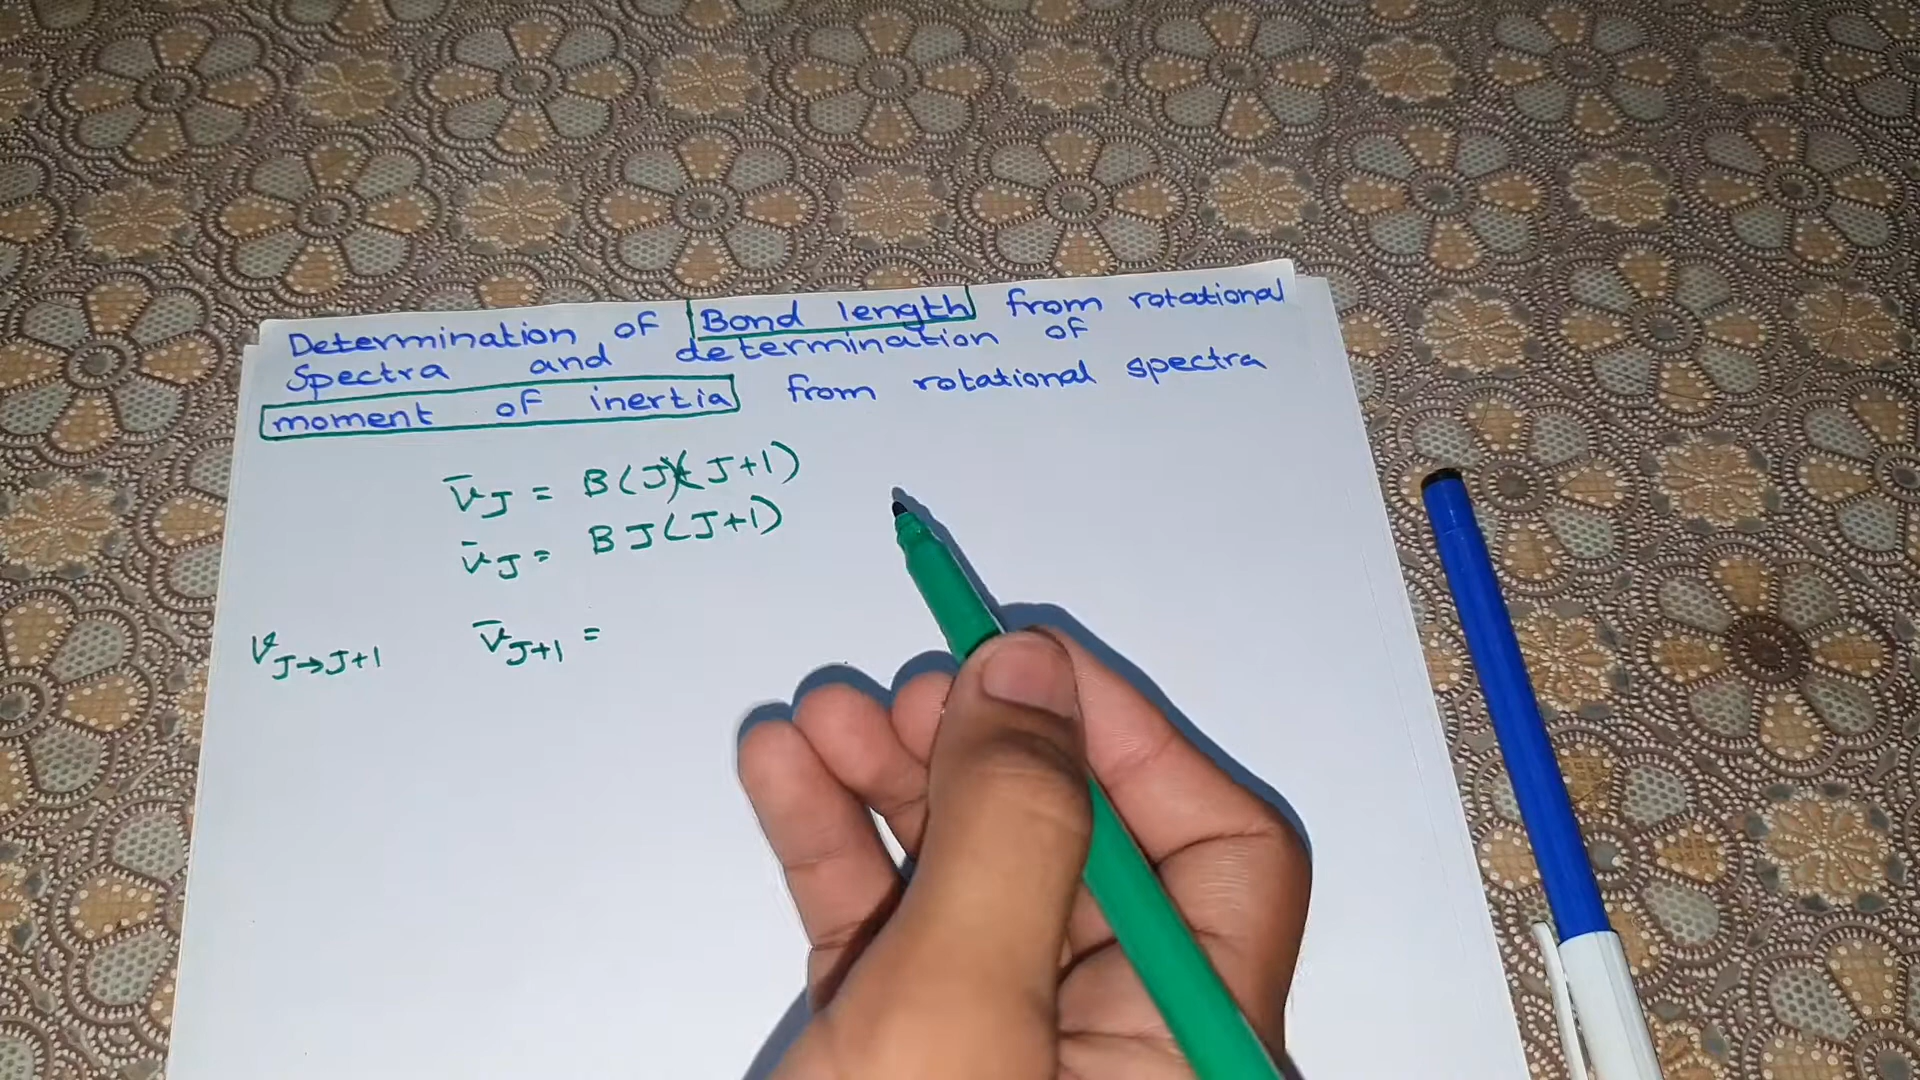 Determination of Bond length from rotational
Spectra and determination of
moment of inertia from rotational spectra
ν̄J = B(J)(J+1)
ν̄J = BJ(J+1)
νJ→J+1 ν̄J+1 =